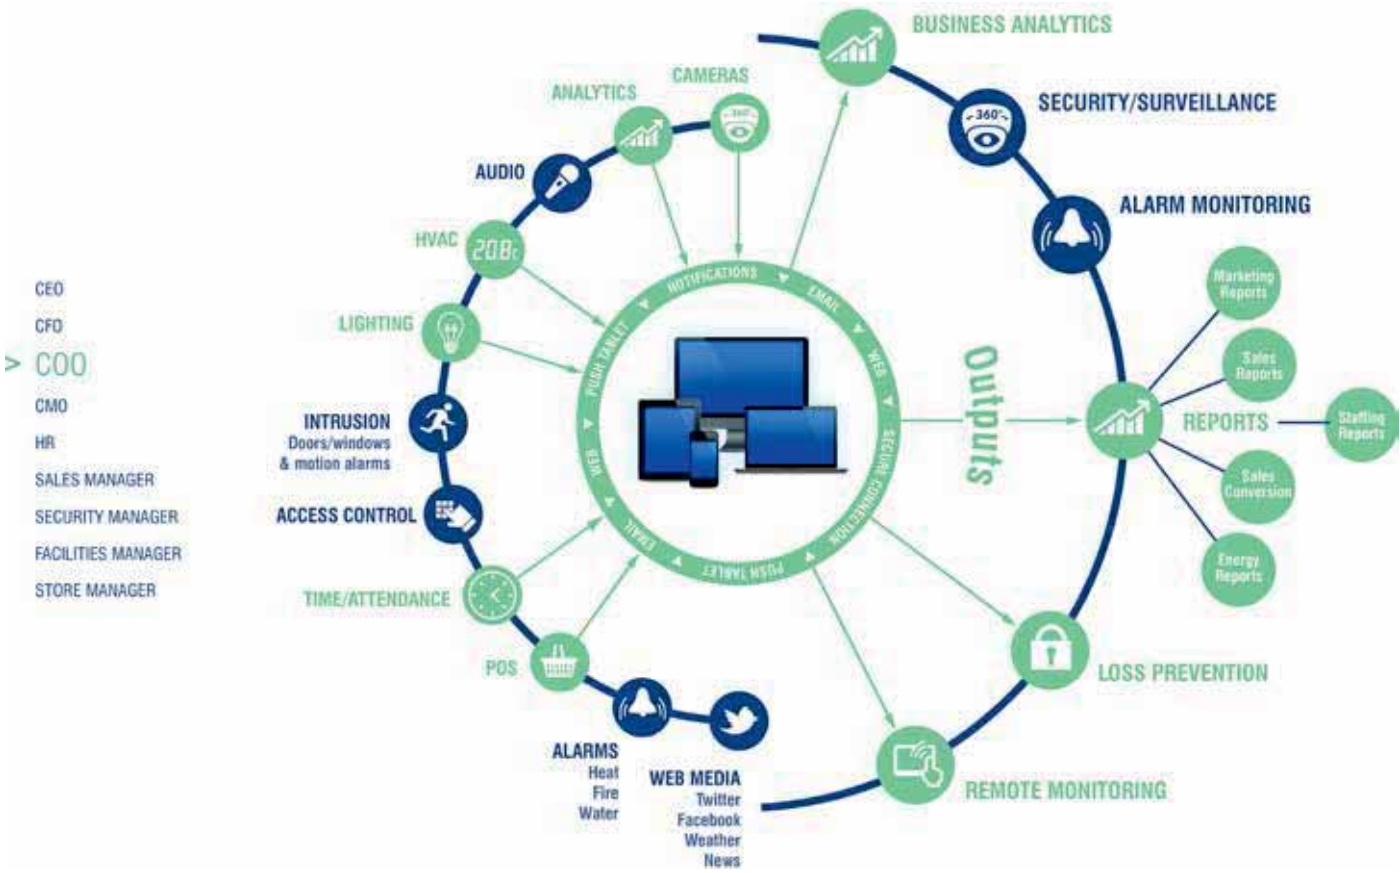 CEO
CFO
> COO
CMO
HR
SALES MANAGER
SECURITY MANAGER
FACILITIES MANAGER
STORE MANAGER
CAMERAS
360°
ANALYTICS
AUDIO
HVAC
20.8c
LIGHTING
INTRUSION
Doors/windows
& motion alarms
ACCESS CONTROL
TIME/ATTENDANCE
POS
ALARMS
Heat
Fire
Water
WEB MEDIA
Twitter
Facebook
Weather
News
NOTIFICATIONS
EMAIL
WEB
SECURE CONNECTION
PUSH TABLET
EMAIL
WEB
PUSH TABLET
Outputs
BUSINESS ANALYTICS
360°
SECURITY/SURVEILLANCE
ALARM MONITORING
Marketing
Reports
Sales
Reports
REPORTS
Staffing
Reports
Sales
Conversion
Energy
Reports
LOSS PREVENTION
REMOTE MONITORING